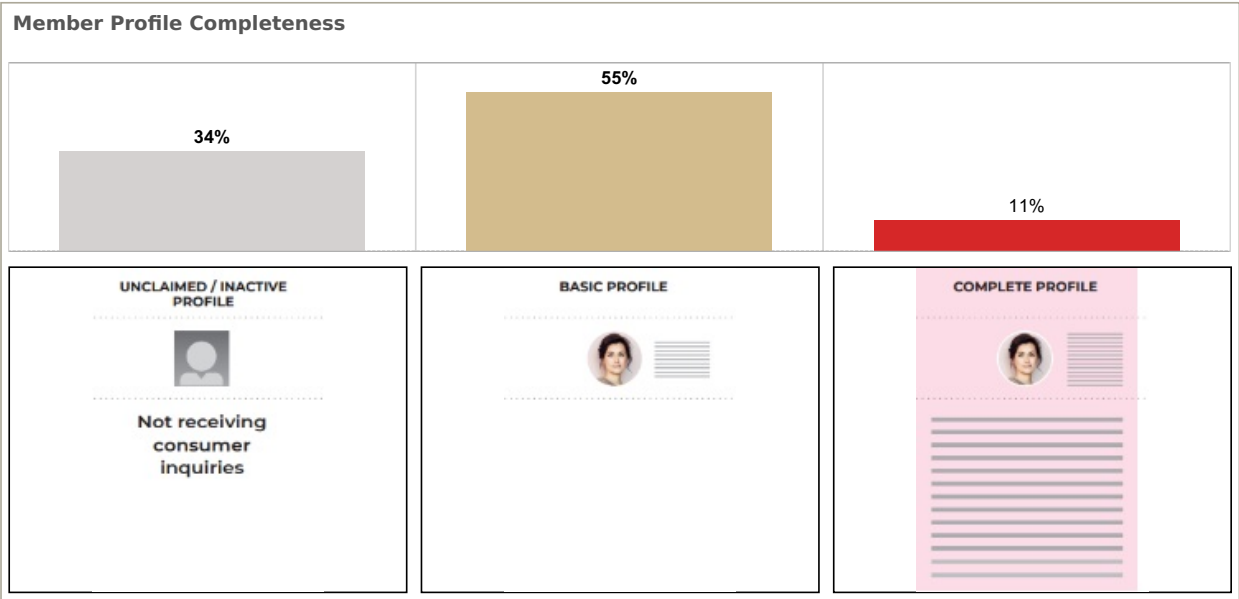 Member Profile Completeness
34%
55%
11%
UNCLAIMED / INACTIVE
PROFILE
Not receiving
consumer
inquiries
BASIC PROFILE
COMPLETE PROFILE